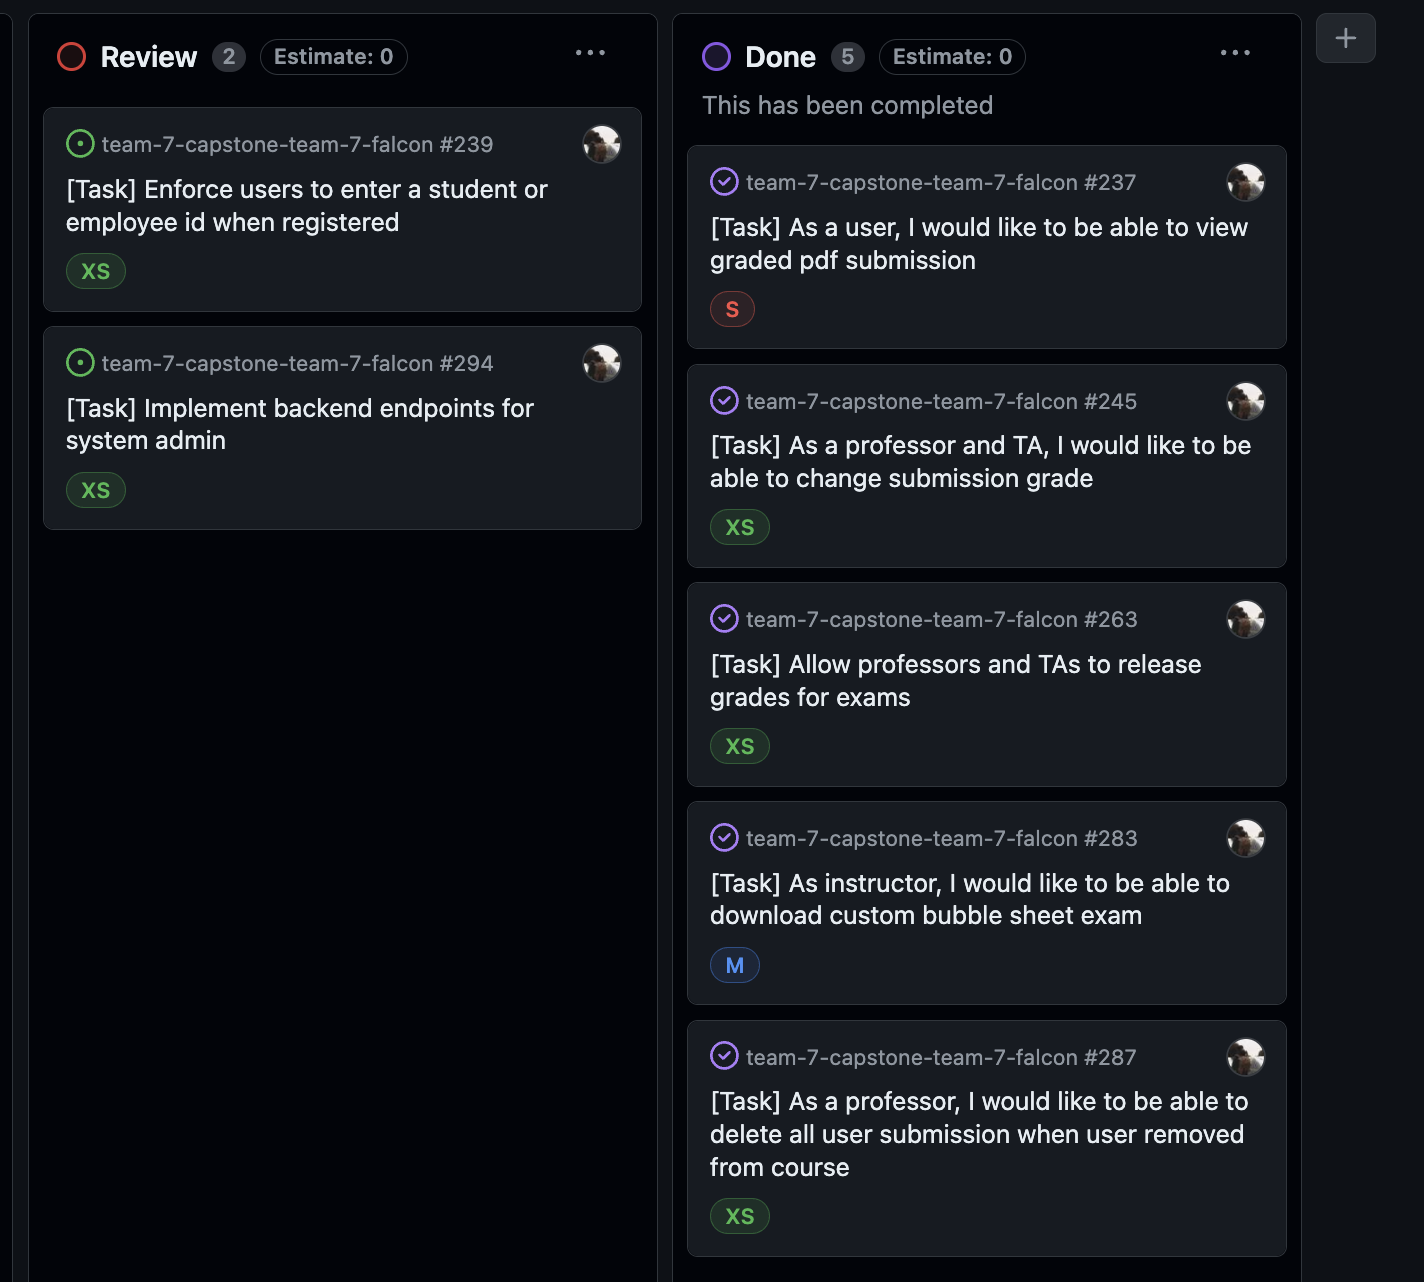 Review 2 Estimate: 0 ...
team-7-capstone-team-7-falcon #239
[Task] Enforce users to enter a student or
employee id when registered
XS
team-7-capstone-team-7-falcon #294
[Task] Implement backend endpoints for
system admin
XS
Done 5 Estimate: 0 ...
This has been completed
team-7-capstone-team-7-falcon #237
[Task] As a user, I would like to be able to view
graded pdf submission
S
team-7-capstone-team-7-falcon #245
[Task] As a professor and TA, I would like to be
able to change submission grade
XS
team-7-capstone-team-7-falcon #263
[Task] Allow professors and TAs to release
grades for exams
XS
team-7-capstone-team-7-falcon #283
[Task] As instructor, I would like to be able to
download custom bubble sheet exam
M
team-7-capstone-team-7-falcon #287
[Task] As a professor, I would like to be able to
delete all user submission when user removed
from course
XS
+